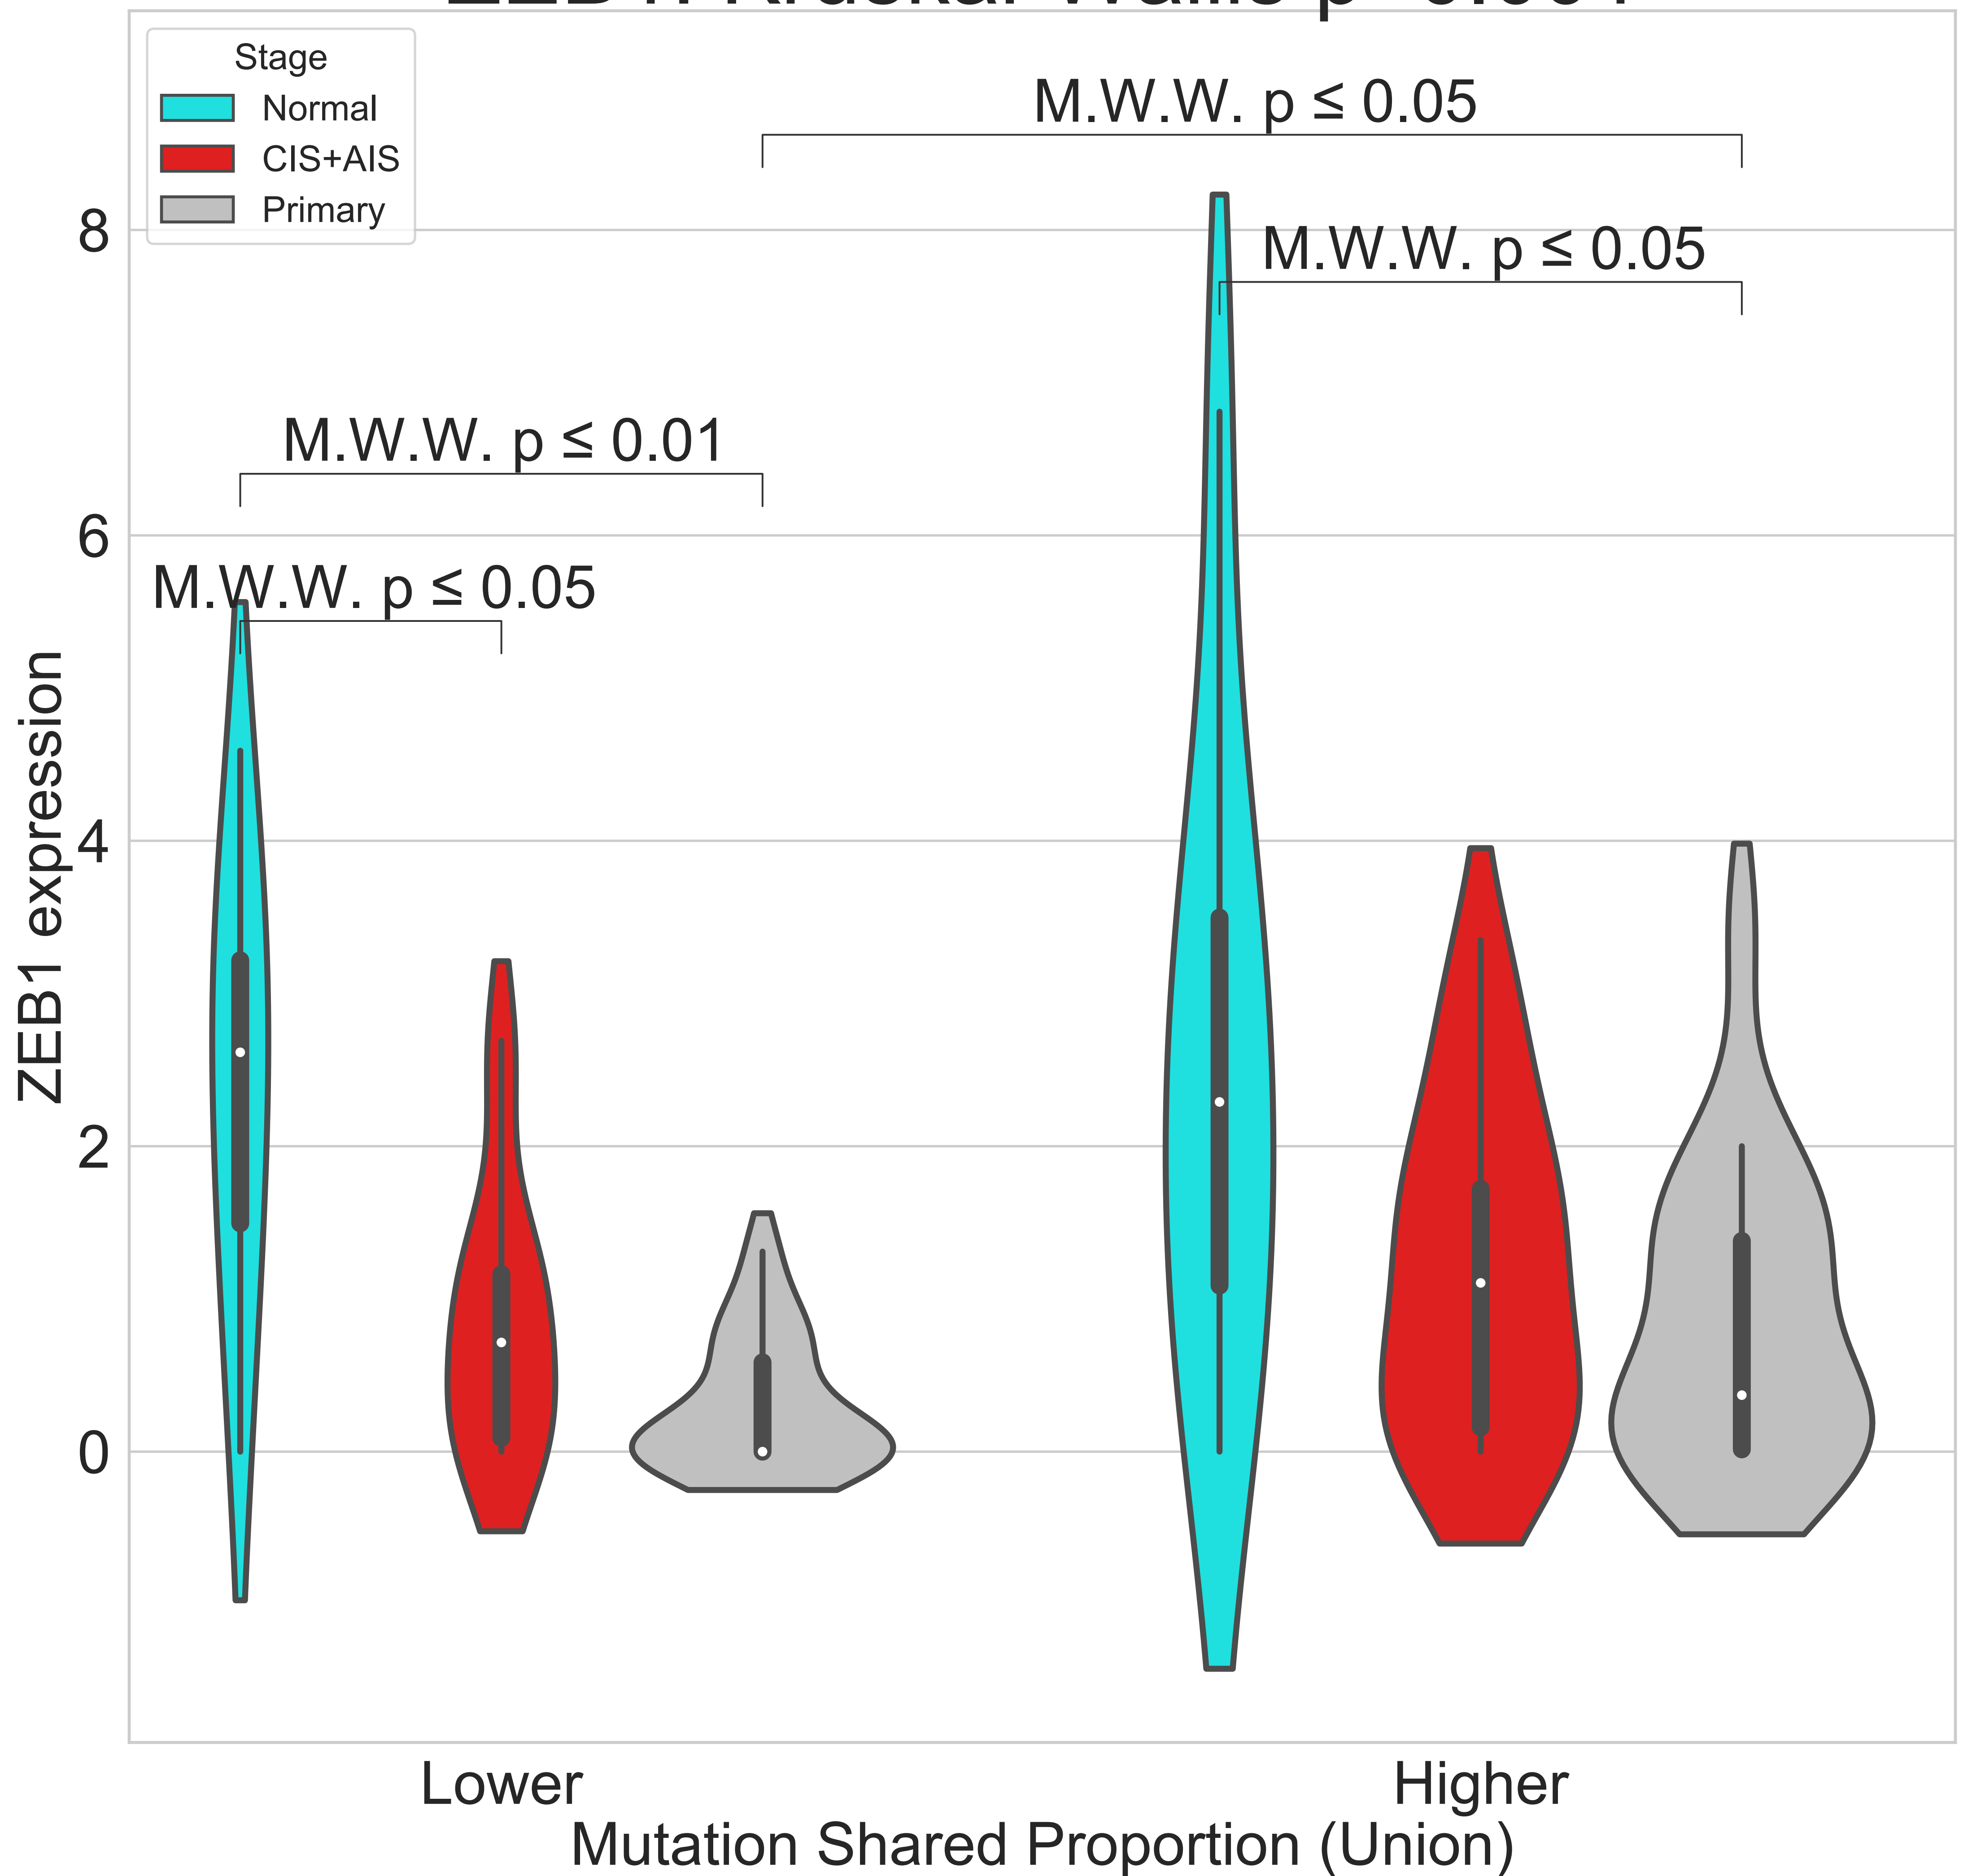 Stage
Normal
CIS+AIS
Primary
M.W.W. p ≤ 0.05
M.W.W. p ≤ 0.05
M.W.W. p ≤ 0.01
M.W.W. p ≤ 0.05
8
6
4
2
0
ZEB1 expression
Lower
Higher
Mutation Shared Proportion (Union)